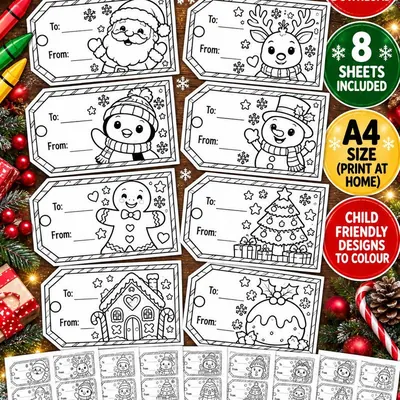 To:
From:
To:
From:
8
SHEETS
INCLUDED
To:
From:
To:
From:
A4
SIZE
(PRINT AT
HOME)
To:
From:
To:
From:
CHILD
FRIENDLY
DESIGNS
TO COLOUR
To:
From:
To:
From: